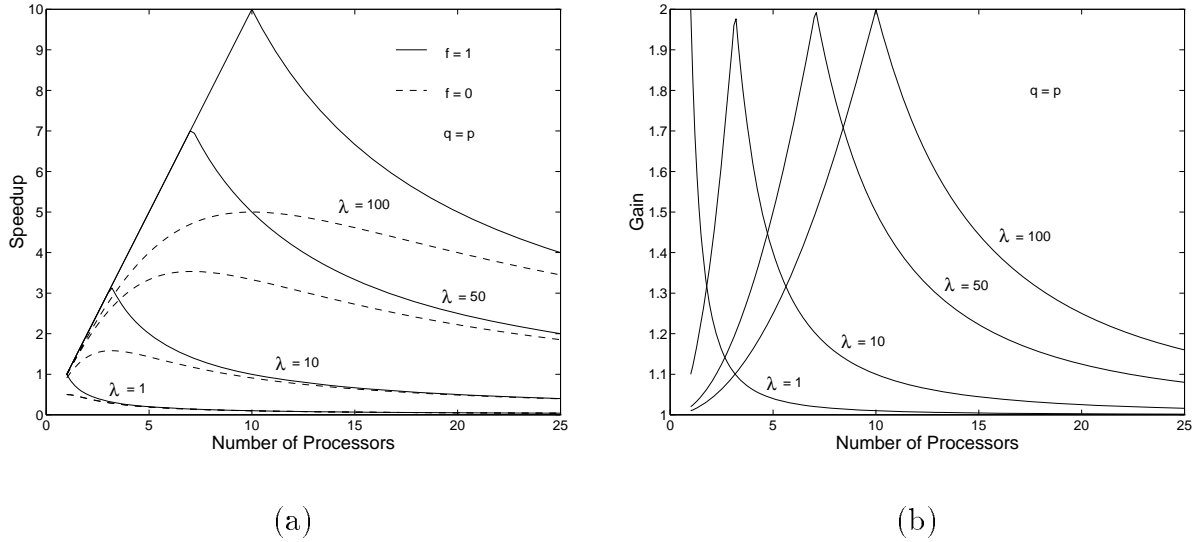 10
9
8
7
6
5
4
3
2
1
0
Speedup
f = 1
f = 0
q = p
λ = 100
λ = 50
λ = 10
λ = 1
5
10
15
20
25
Number of Processors
(a)
2
1.9
1.8
1.7
1.6
1.5
1.4
1.3
1.2
1.1
1
Gain
q = p
λ = 100
λ = 50
λ = 10
λ = 1
5
10
15
20
25
Number of Processors
(b)